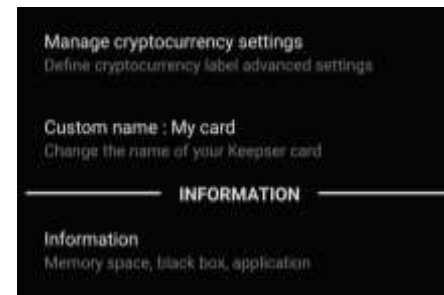 Manage cryptocurrency settings
Define cryptocurrency label advanced settings
Custom name : My card
Change the name of your Keepser card
INFORMATION
Information
Memory space, black box, application